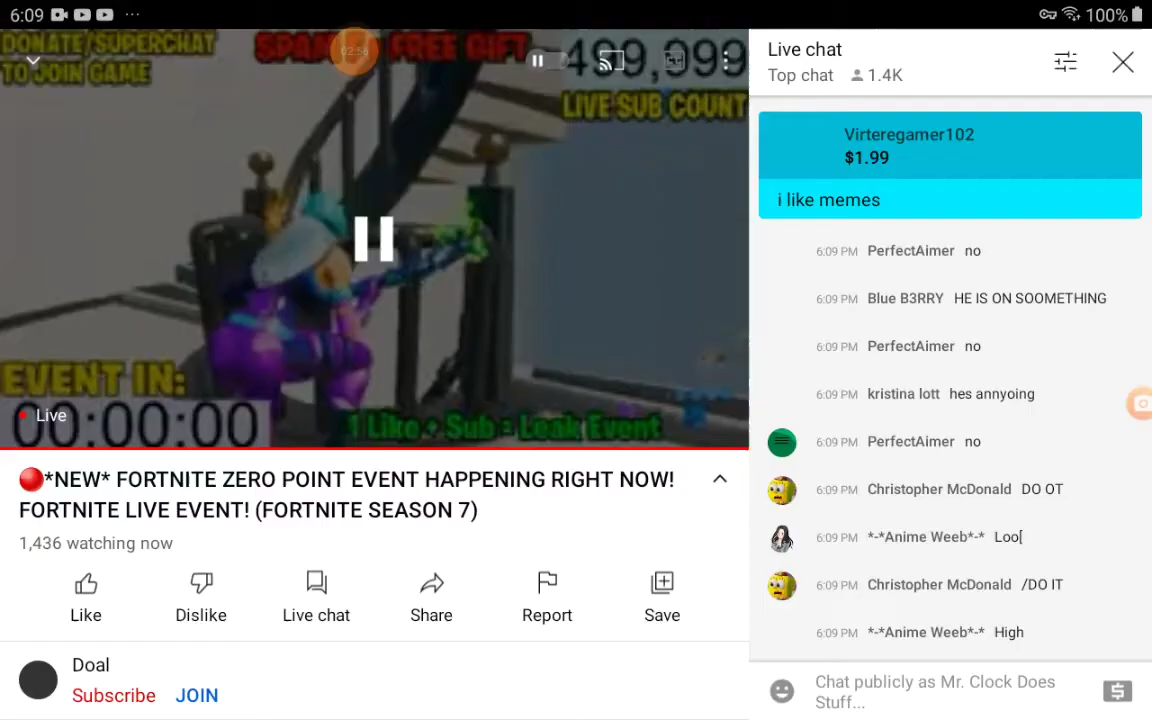 6:09 ... 100%
DONATE/SUPERCHAT
TO JOIN GAME
02:56
FREE GIFT
499,999
LIVE SUB COUNT
EVENT IN:
00:00:00
Live
1 Like + Sub = Leak Event
🔴*NEW* FORTNITE ZERO POINT EVENT HAPPENING RIGHT NOW!
FORTNITE LIVE EVENT! (FORTNITE SEASON 7)
1,436 watching now
Like Dislike Live chat Share Report Save
Doal
Subscribe JOIN
Live chat
Top chat 1.4K
Virteregamer102
$1.99
i like memes
6:09 PM PerfectAimer no
6:09 PM Blue B3RRY HE IS ON SOOMETHING
6:09 PM PerfectAimer no
6:09 PM kristina lott hes annyoing
6:09 PM PerfectAimer no
6:09 PM Christopher McDonald DO OT
6:09 PM *-*Anime Weeb*-* Loo[
6:09 PM Christopher McDonald /DO IT
6:09 PM *-*Anime Weeb*-* High
Chat publicly as Mr. Clock Does
Stuff...